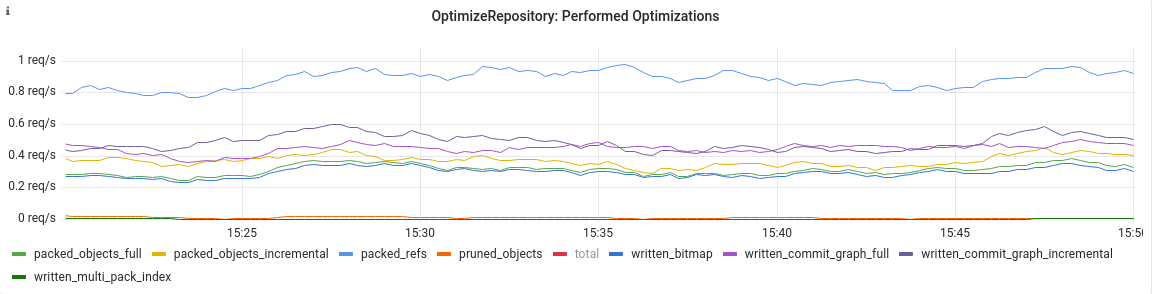 i
OptimizeRepository: Performed Optimizations
1 req/s
0.8 req/s
0.6 req/s
0.4 req/s
0.2 req/s
0 req/s
15:25 15:30 15:35 15:40 15:45 15:50
packed_objects_full packed_objects_incremental packed_refs pruned_objects total written_bitmap written_commit_graph_full written_commit_graph_incremental
written_multi_pack_index